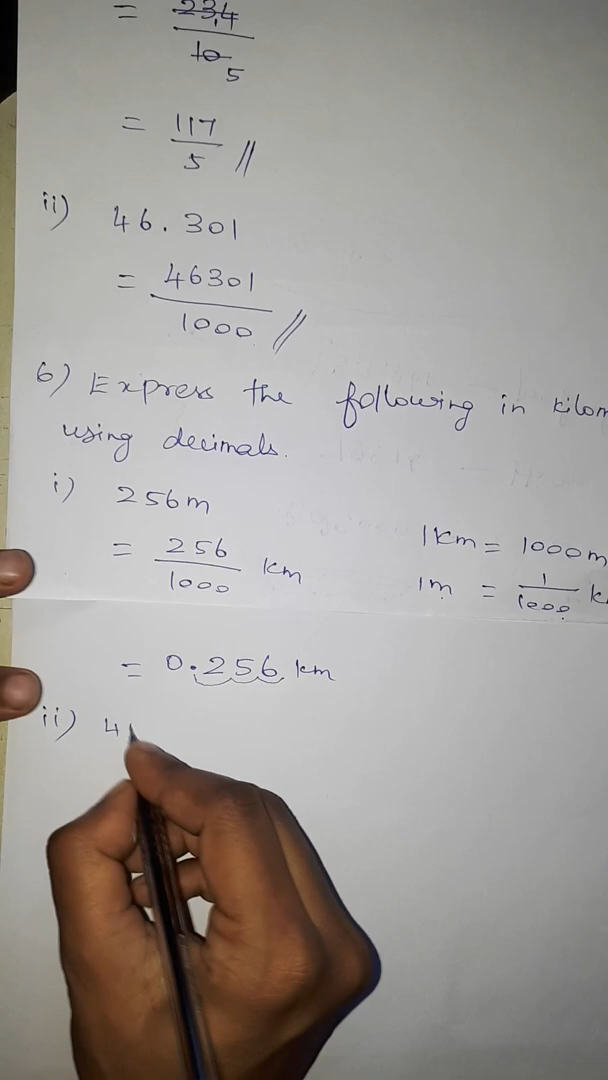 = 234/10 5
= 117/5 //
ii) 46.301
= 46301/1000 //
6) Express the following in kilom
using decimals.
i) 256m
1km = 1000m
= 256/1000 km
1m = 1/1000 k
= 0.256 km
ii) 4